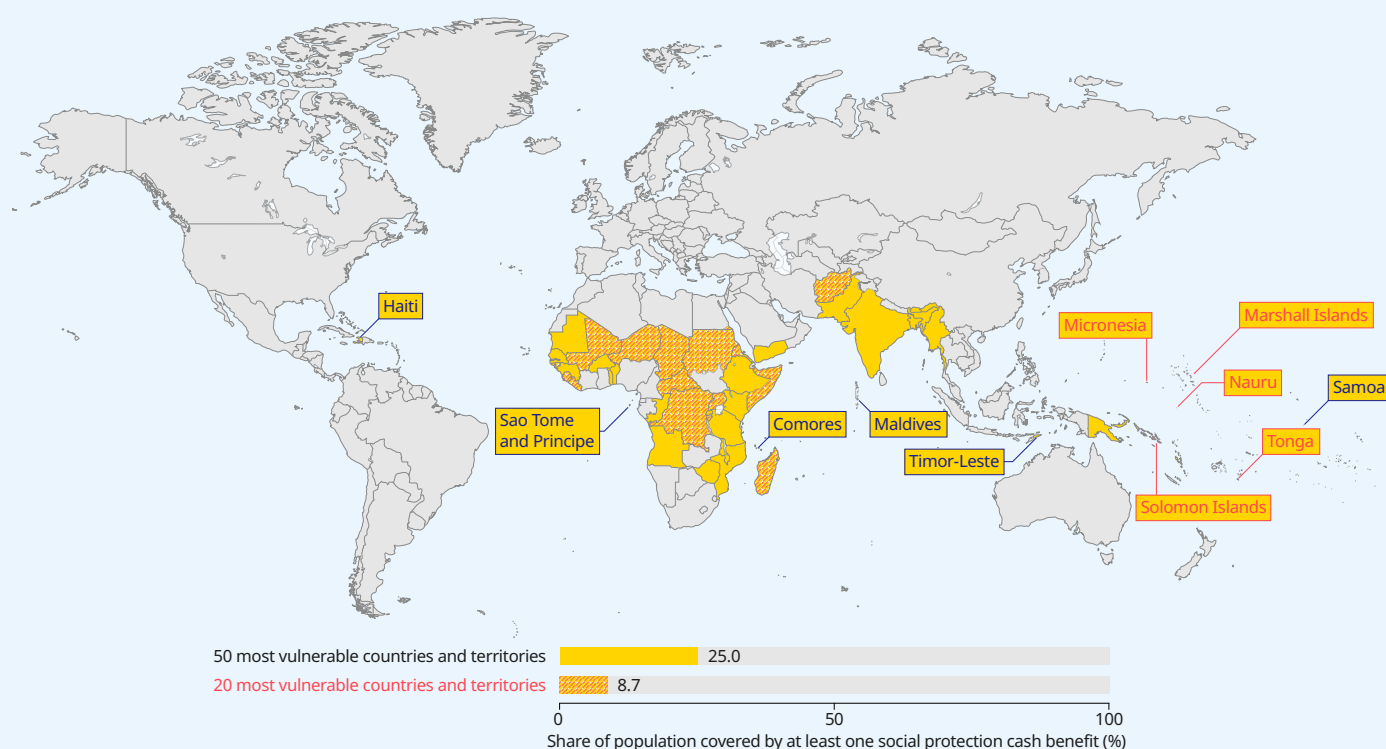 Haiti
Micronesia
Marshall Islands
Nauru
Samoa
Sao Tome
and Principe
Comores
Maldives
Timor-Leste
Tonga
Solomon Islands
50 most vulnerable countries and territories 25.0
20 most vulnerable countries and territories 8.7
0 50 100
Share of population covered by at least one social protection cash benefit (%)